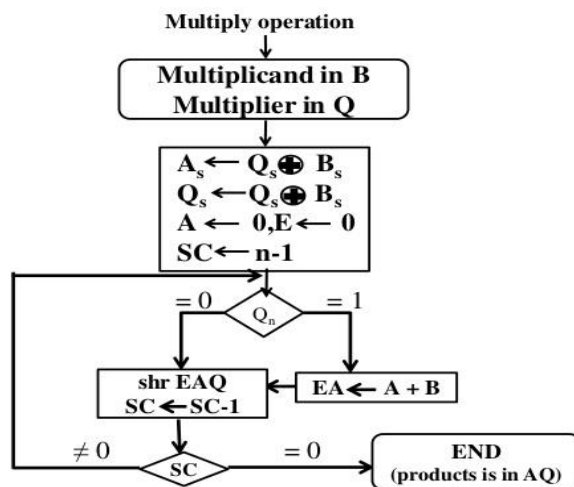 Multiply operation
Multiplicand in B
Multiplier in Q
Aₛ ← Qₛ ⊕ Bₛ
Qₛ ← Qₛ ⊕ Bₛ
A ← 0,E ← 0
SC ← n-1
= 0
= 1
Qₙ
shr EAQ
SC ← SC-1
EA ← A + B
≠ 0
SC
= 0
END
(products is in AQ)